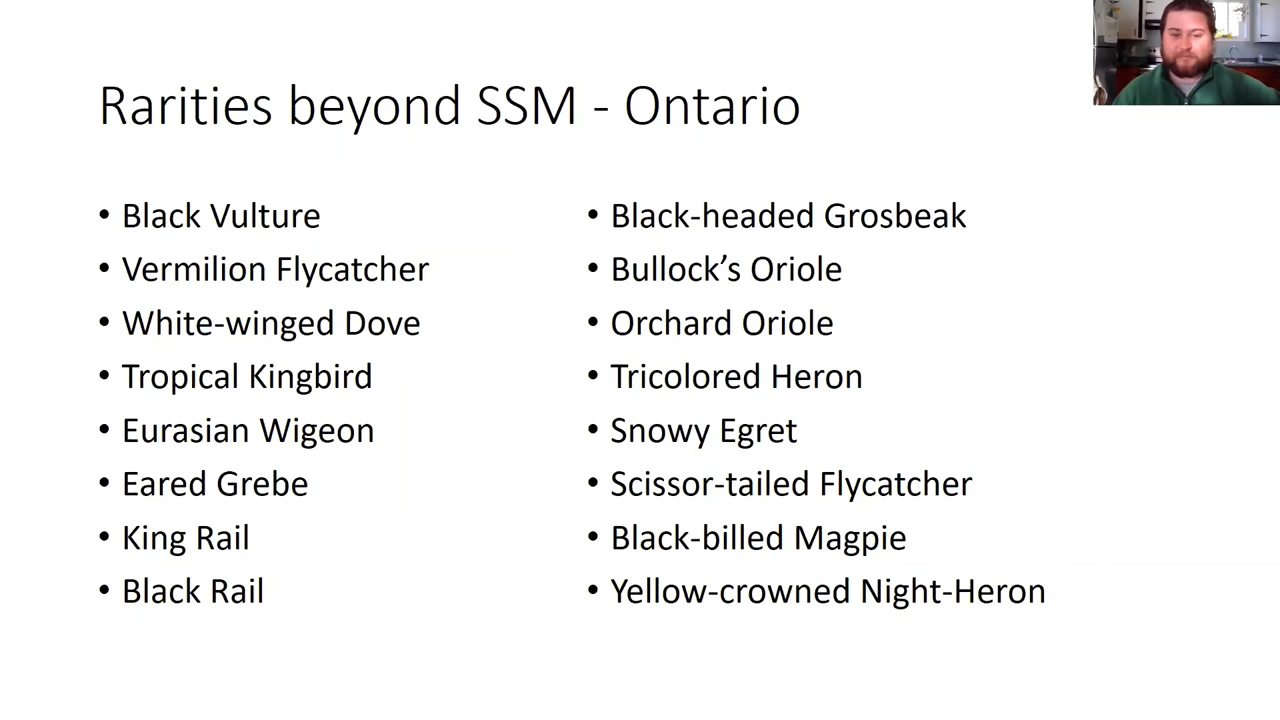 Rarities beyond SSM - Ontario
• Black Vulture
• Vermilion Flycatcher
• White-winged Dove
• Tropical Kingbird
• Eurasian Wigeon
• Eared Grebe
• King Rail
• Black Rail
• Black-headed Grosbeak
• Bullock’s Oriole
• Orchard Oriole
• Tricolored Heron
• Snowy Egret
• Scissor-tailed Flycatcher
• Black-billed Magpie
• Yellow-crowned Night-Heron